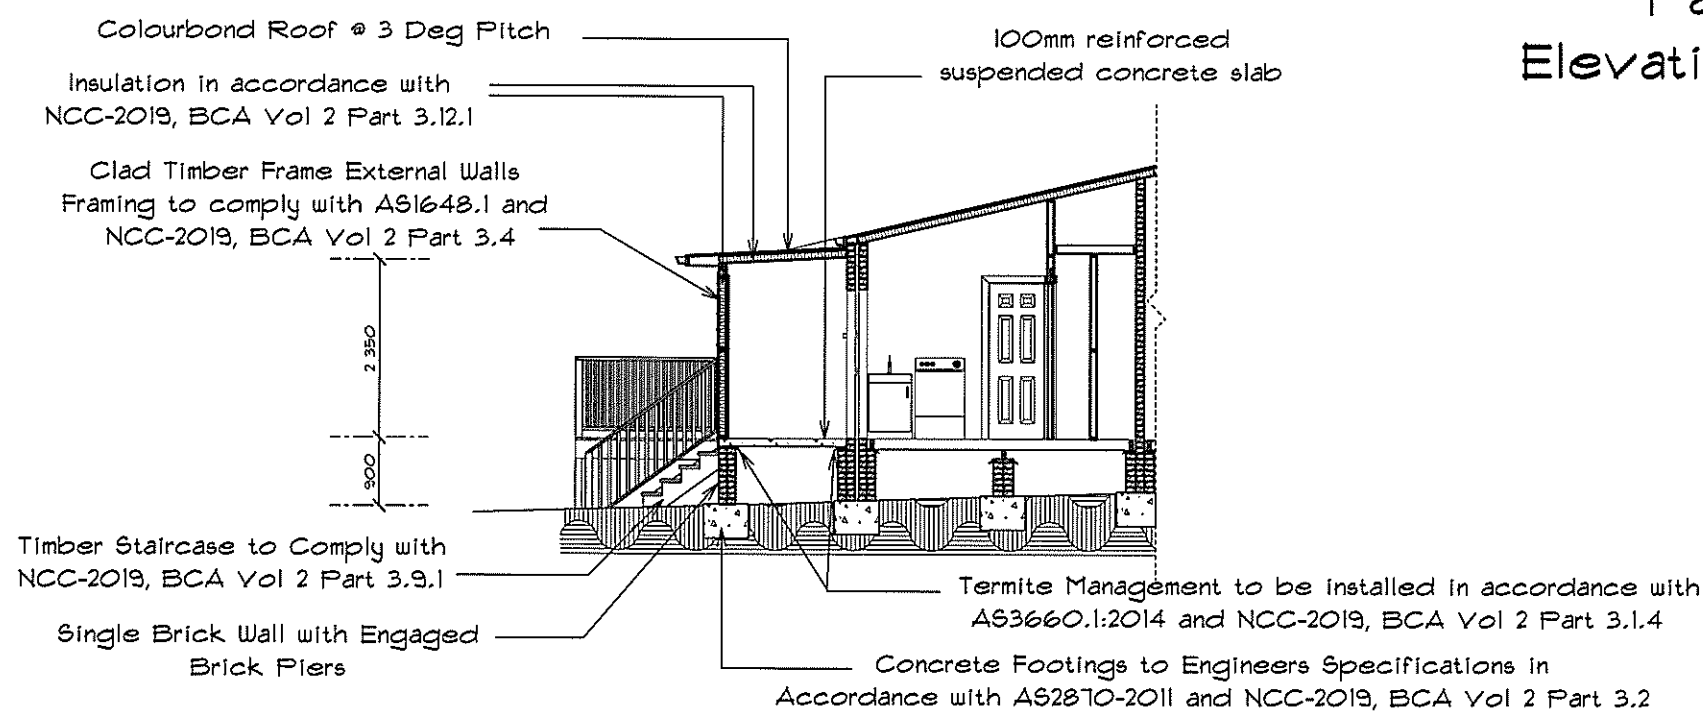 Colourbond Roof @ 3 Deg Pitch
Insulation in accordance with
NCC-2019, BCA Vol 2 Part 3.12.1
Clad Timber Frame External Walls
Framing to comply with AS1648.1 and
NCC-2019, BCA Vol 2 Part 3.4
100mm reinforced
suspended concrete slab
Elevati
2 350
900
Timber Staircase to Comply with
NCC-2019, BCA Vol 2 Part 3.9.1
Single Brick Wall with Engaged
Brick Piers
Termite Management to be installed in accordance with
AS3660.1:2014 and NCC-2019, BCA Vol 2 Part 3.1.4
Concrete Footings to Engineers Specifications in
Accordance with AS2870-2011 and NCC-2019, BCA Vol 2 Part 3.2